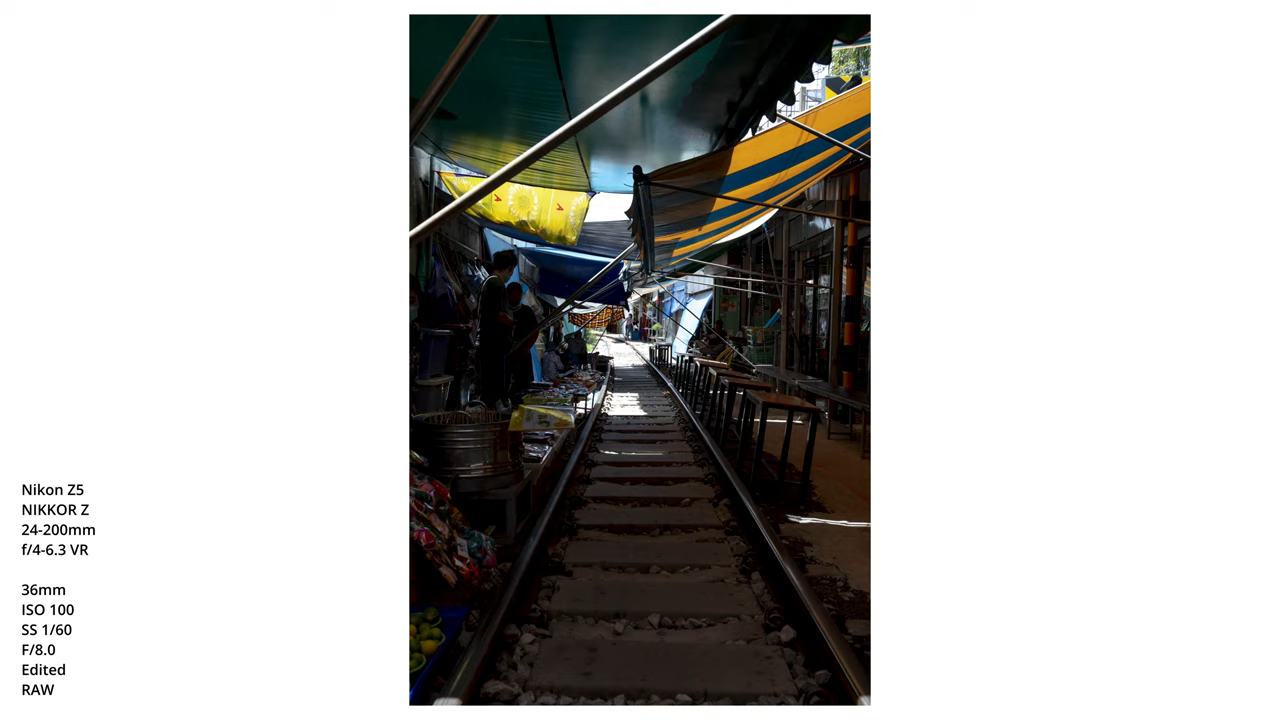 Nikon Z5
NIKKOR Z
24-200mm
f/4-6.3 VR
36mm
ISO 100
SS 1/60
F/8.0
Edited
RAW